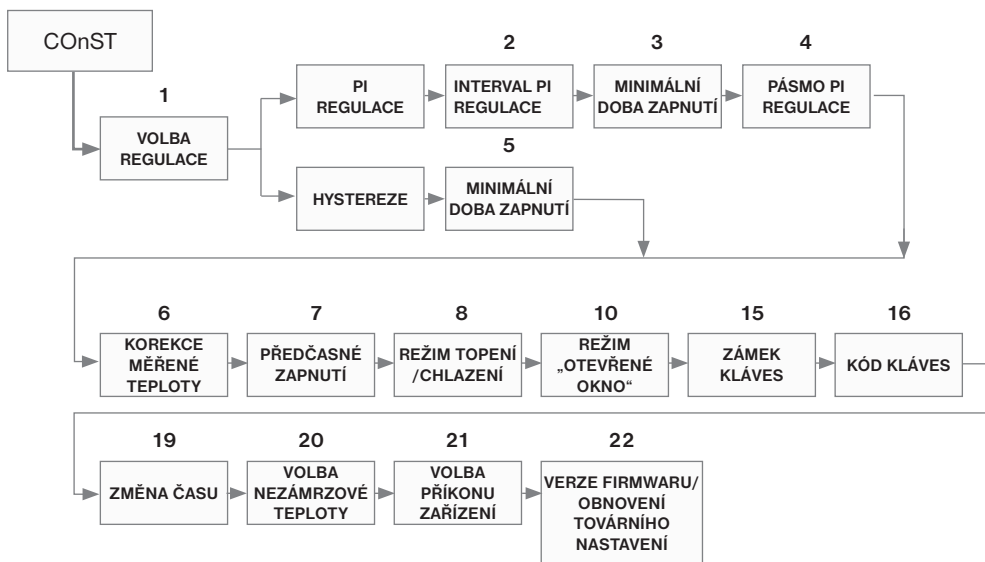 COnST
1
VOLBA
REGULACE
PI
REGULACE
2
INTERVAL PI
REGULACE
3
MINIMÁLNÍ
DOBA ZAPNUTÍ
4
PÁSMO PI
REGULACE
HYSTEREZE
5
MINIMÁLNÍ
DOBA ZAPNUTÍ
6
KOREKCE
MĚŘENÉ
TEPLOTY
7
PŘEDČASNÉ
ZAPNUTÍ
8
REŽIM TOPENÍ
/CHLAZENÍ
10
REŽIM
„OTEVŘENÉ
OKNO“
15
ZÁMEK
KLÁVES
16
KÓD KLÁVES
19
ZMĚNA ČASU
20
VOLBA
NEZÁMRZOVÉ
TEPLOTY
21
VOLBA
PŘÍKONU
ZAŘÍZENÍ
22
VERZE FIRMWARU/
OBNOVENÍ
TOVÁRNÍHO
NASTAVENÍ